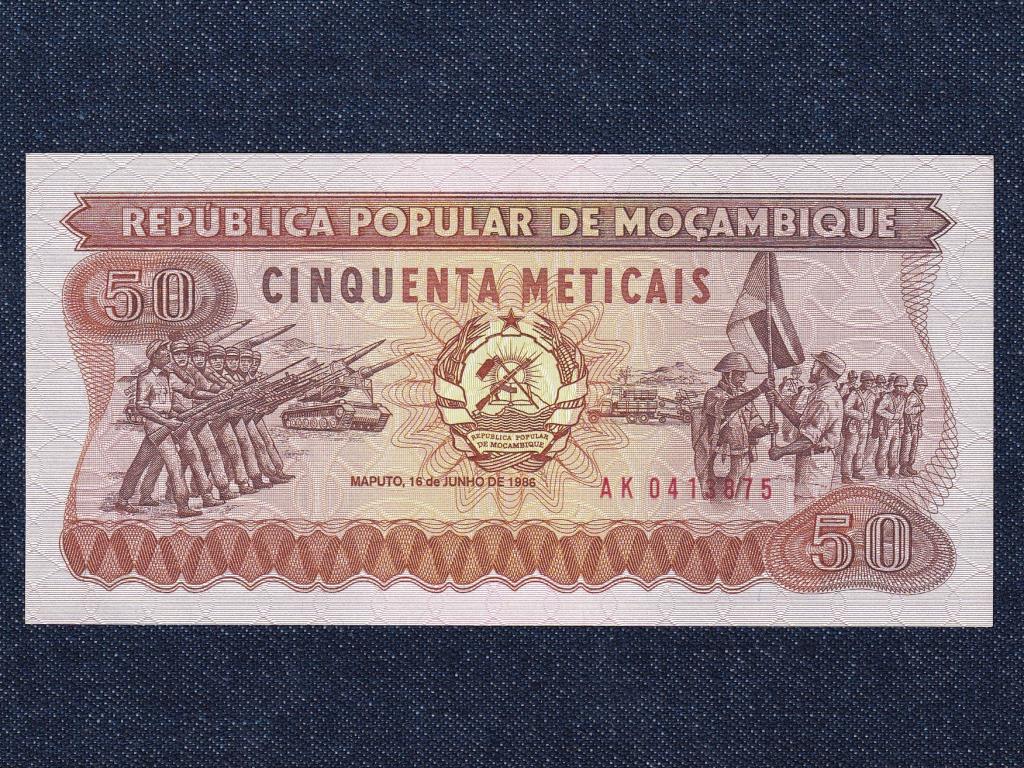 REPÚBLICA POPULAR DE MOÇAMBIQUE
50
CINQUENTA METICAIS
REPÚBLICA POPULAR
DE MOÇAMBIQUE
MAPUTO, 16 de JUNHO DE 1986
AK 0413875
50